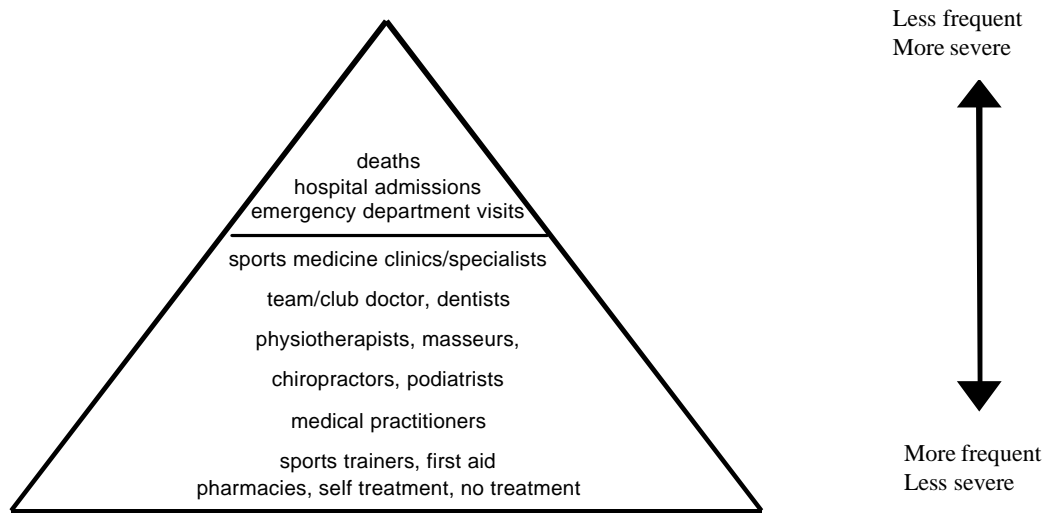 Less frequent
More severe
deaths
hospital admissions
emergency department visits
sports medicine clinics/specialists
team/club doctor, dentists
physiotherapists, masseurs,
chiropractors, podiatrists
medical practitioners
sports trainers, first aid
pharmacies, self treatment, no treatment
More frequent
Less severe